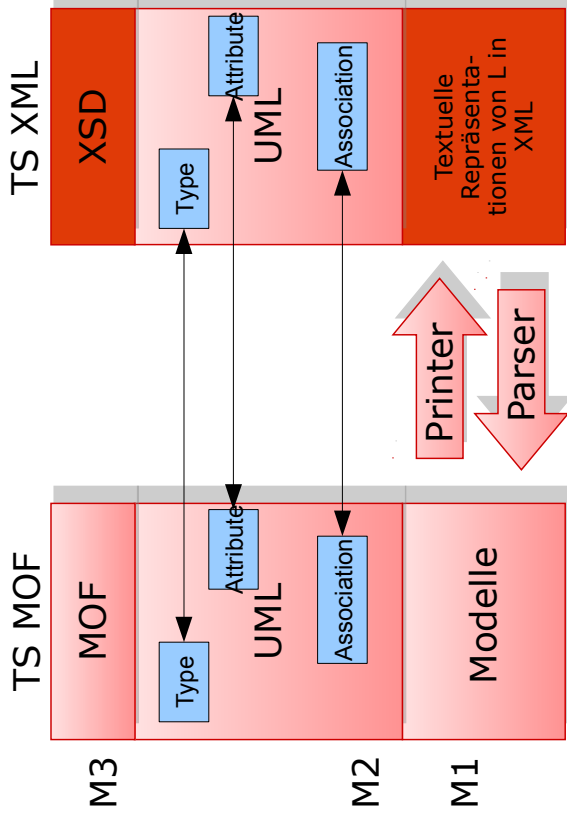 TS MOF
TS XML
M3
MOF
XSD
Type
Attribute
UML
Association
Type
Attribute
UML
Association
M2
M1
Modelle
Printer
Parser
Textuelle
Repräsenta-
tionen von L in
XML